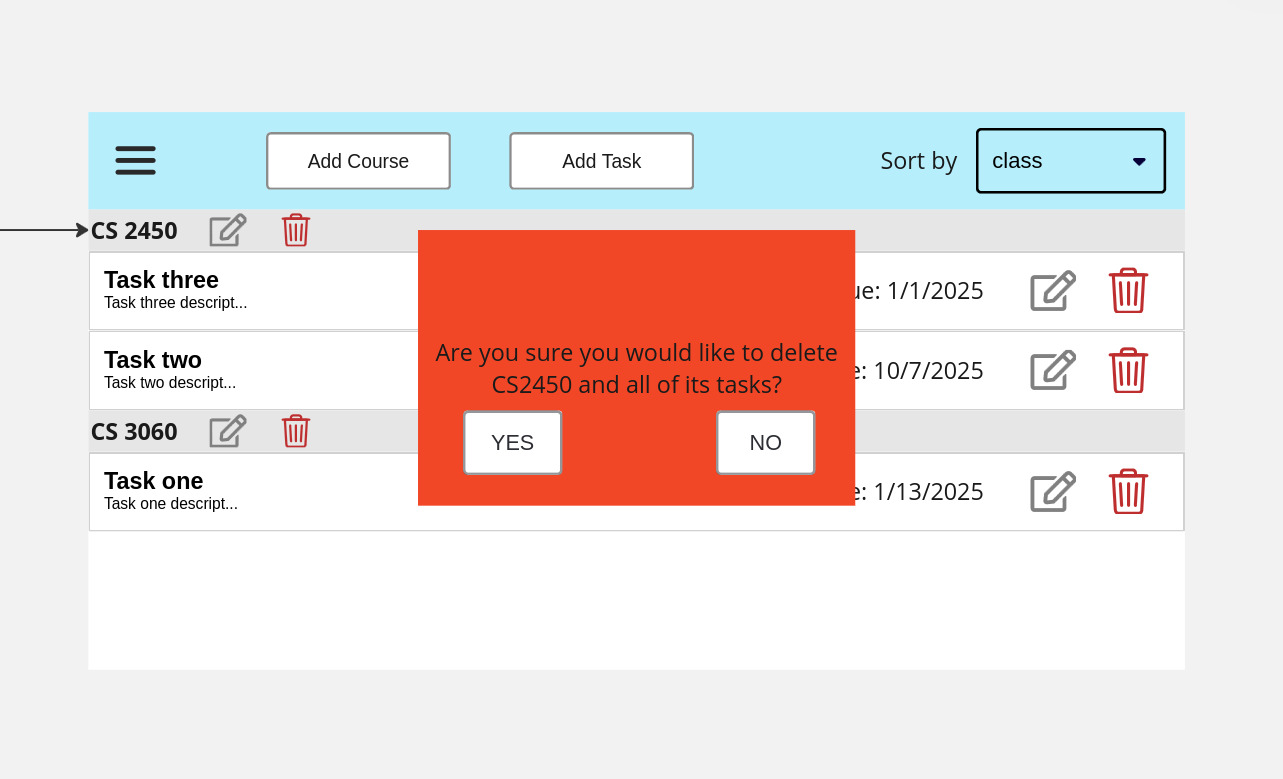 Add Course
Add Task
Sort by
class
CS 2450
Task three
Task three descript...
ue: 1/1/2025
Task two
Task two descript...
e: 10/7/2025
Are you sure you would like to delete
CS2450 and all of its tasks?
YES
NO
CS 3060
Task one
Task one descript...
e: 1/13/2025